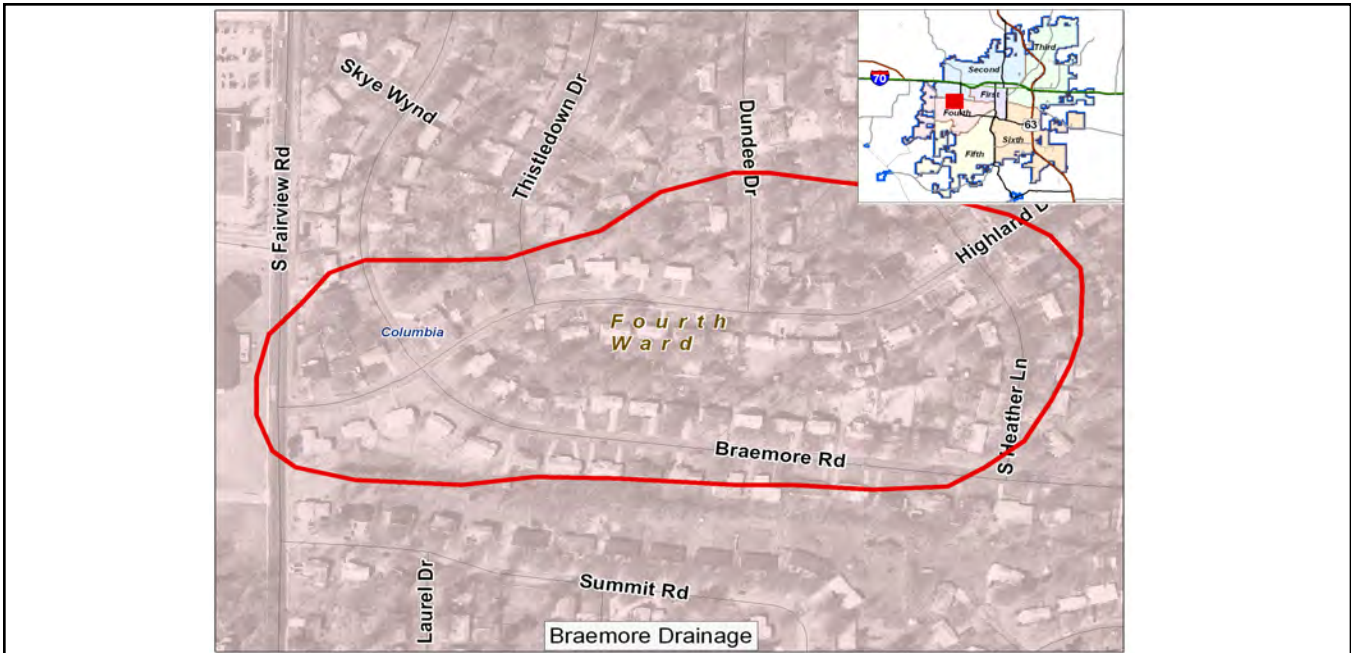 Skye Wynd
Thistledown Dr
Dundee Dr
S Fairview Rd
Highland D
Columbia
Fourth
Ward
S Heather Ln
Braemore Rd
Laurel Dr
Summit Rd
Braemore Drainage
Third
Second
70
First
Fourth
63
Sixth
Fifth